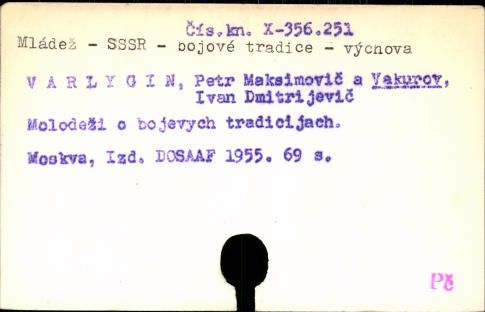 Čís.kn. X-356.251
Mládež - SSSR - bojové tradice - výchova
V A R L Y G I N, Petr Maksimovič a Yakurov,
Ivan Dmitrijevič
Molodeži o bojevych tradicijach.
Moskva, Izd. DOSAAF 1955. 69 s.
Pč